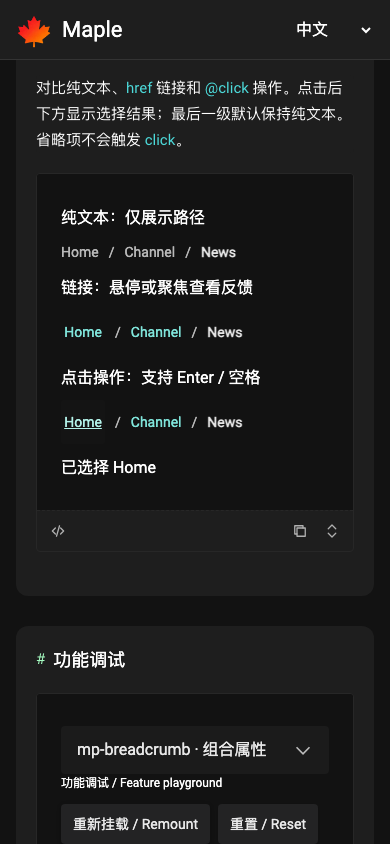 Maple
中文
对比纯文本、href 链接和 @click 操作。点击后
下方显示选择结果；最后一级默认保持纯文本。
省略项不会触发 click。
纯文本：仅展示路径
Home / Channel / News
链接：悬停或聚焦查看反馈
Home / Channel / News
点击操作：支持 Enter / 空格
Home / Channel / News
已选择 Home
# 功能调试
mp-breadcrumb · 组合属性
功能调试 / Feature playground
重新挂载 / Remount
重置 / Reset